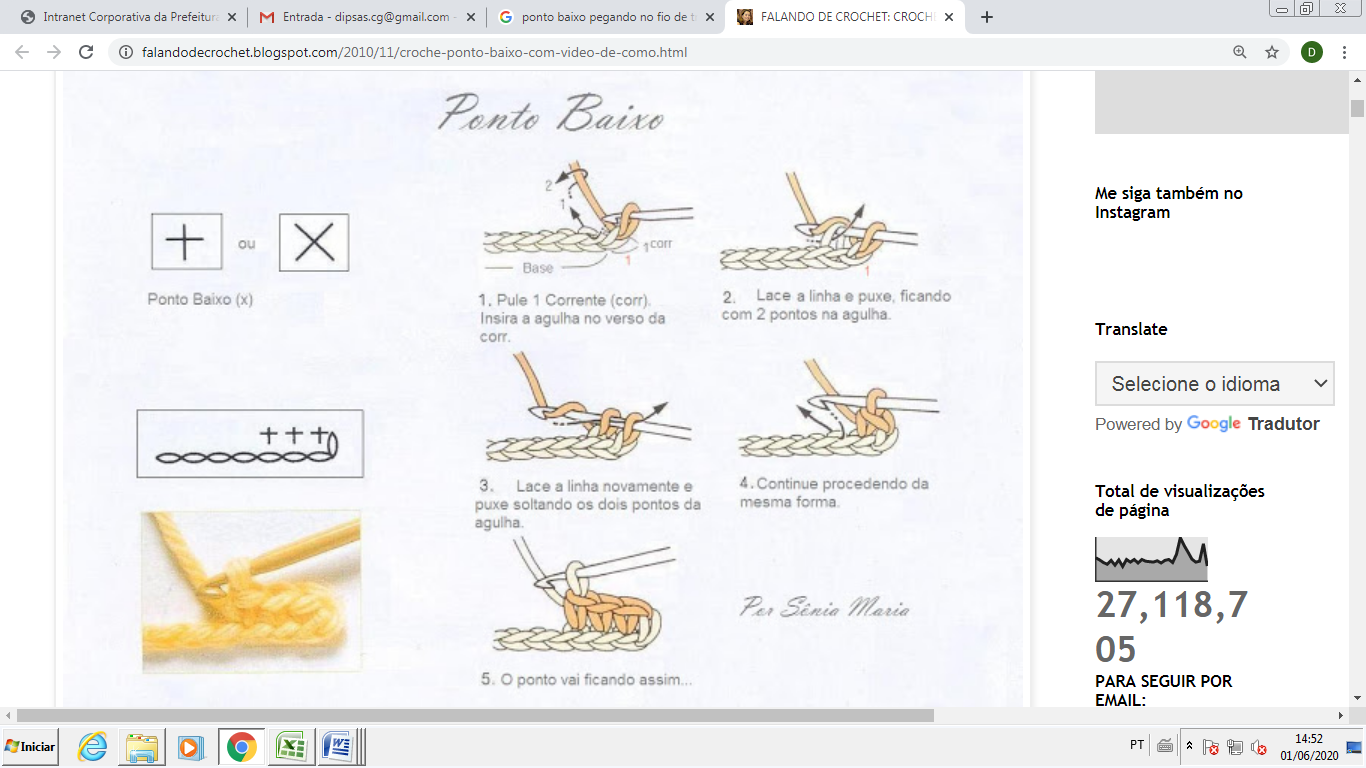 Intranet Corporativa da Prefeitura
Entrada - dipsas.cg@gmail.com -
ponto baixo pegando no fio de t
FALANDO DE CROCHET: CROCH
falandodecrochet.blogspot.com/2010/11/croche-ponto-baixo-com-video-de-como.html
D
Ponto Baixo
ou
Ponto Baixo (x)
2
1
1 corr
1
Base
1. Pule 1 Corrente (corr).
Insira a agulha no verso da
corr.
1
2. Lace a linha e puxe, ficando
com 2 pontos na agulha.
3. Lace a linha novamente e
puxe soltando os dois pontos da
agulha.
4. Continue procedendo da
mesma forma.
5. O ponto vai ficando assim...
Por Sônia Maria
Me siga também no
Instagram
Translate
Selecione o idioma
Powered by Google Tradutor
Total de visualizações
de página
27,118,7
05
PARA SEGUIR POR
EMAIL:
Iniciar
PT
14:52
01/06/2020